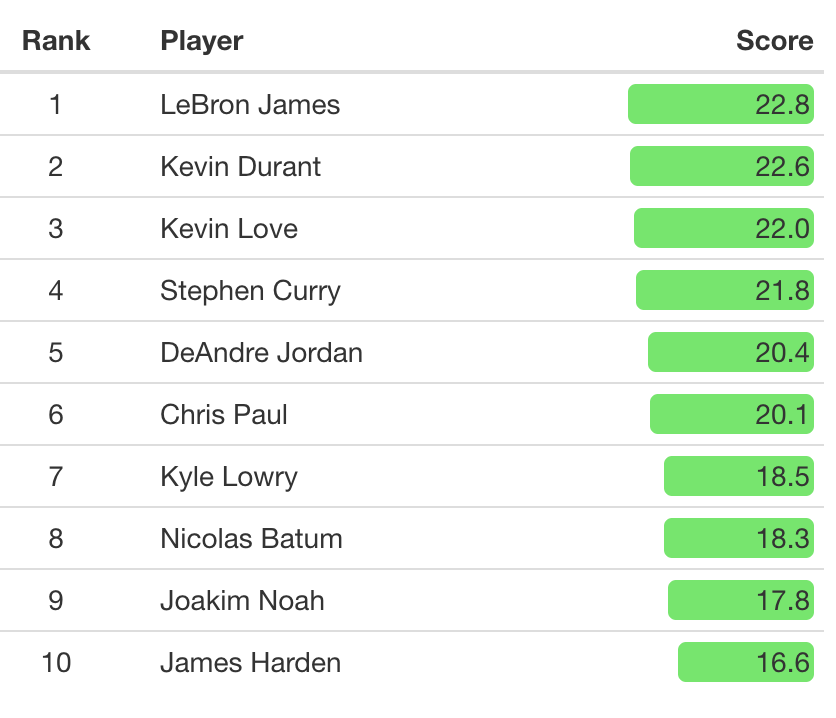 Rank Player Score
1 LeBron James 22.8
2 Kevin Durant 22.6
3 Kevin Love 22.0
4 Stephen Curry 21.8
5 DeAndre Jordan 20.4
6 Chris Paul 20.1
7 Kyle Lowry 18.5
8 Nicolas Batum 18.3
9 Joakim Noah 17.8
10 James Harden 16.6